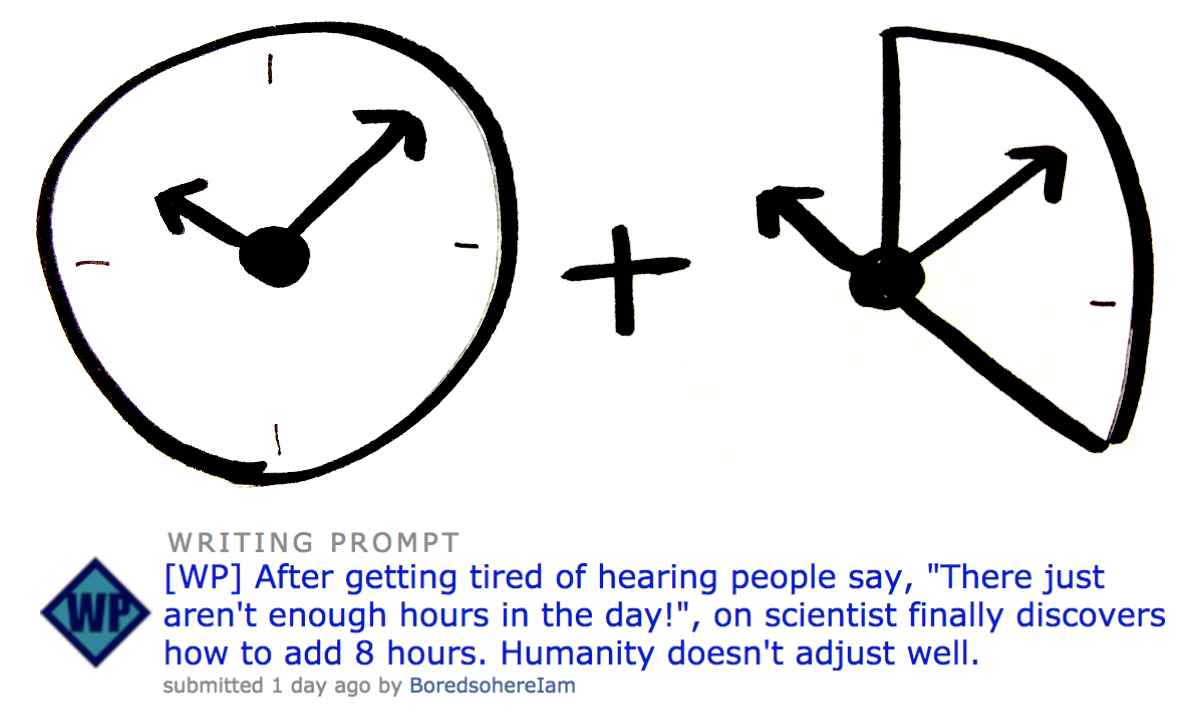 WRITING PROMPT
[WP] After getting tired of hearing people say, "There just
WP
aren't enough hours in the day!", on scientist finally discovers
how to add 8 hours. Humanity doesn't adjust well.
submitted 1 day ago by BoredsohereIam